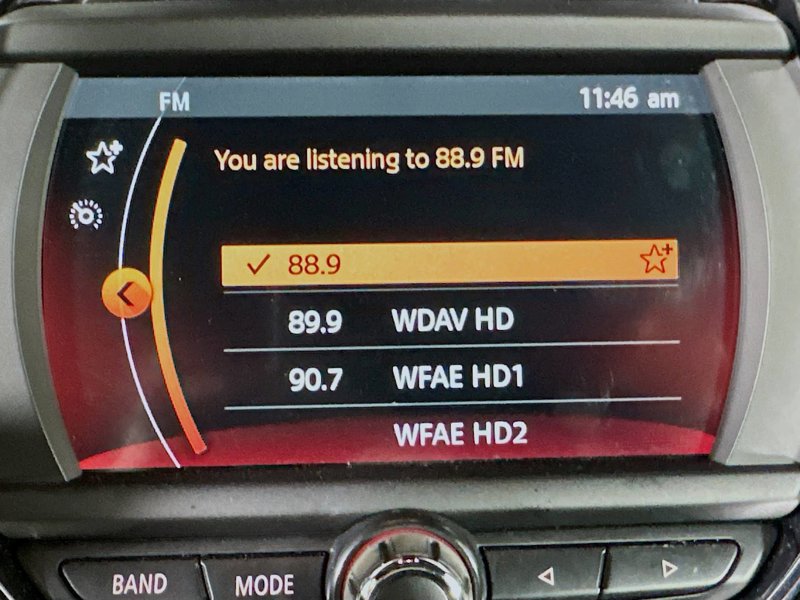 FM 11:46 am
You are listening to 88.9 FM
88.9
89.9 WDAV HD
90.7 WFAE HD1
WFAE HD2
BAND MODE